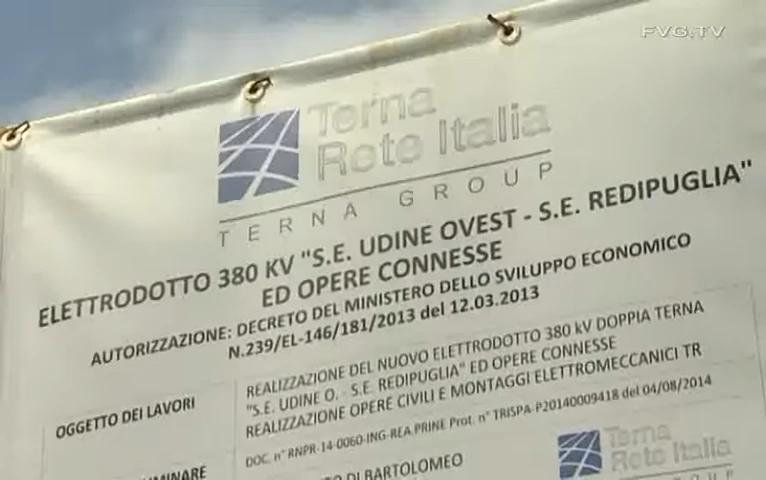 FVG.TV
Terna
Rete Italia
TERNA GROUP
ELETTRODOTTO 380 KV "S.E. UDINE OVEST - S.E. REDIPUGLIA"
ED OPERE CONNESSE
AUTORIZZAZIONE: DECRETO DEL MINISTERO DELLO SVILUPPO ECONOMICO
N.239/EL-146/181/2013 del 12.03.2013
OGGETTO DEI LAVORI
REALIZZAZIONE DEL NUOVO ELETTRODOTTO 380 kV DOPPIA TERNA
"S.E. UDINE O. - S.E. REDIPUGLIA" ED OPERE CONNESSE
REALIZZAZIONE OPERE CIVILI E MONTAGGI ELETTROMECCANICI TR
DOC. n° RNPR-14-0060-ING-REA PRINE Prot. n° TRISPA-P20140009418 del 04/08/2014
DI BARTOLOMEO
Terna
Rete Italia